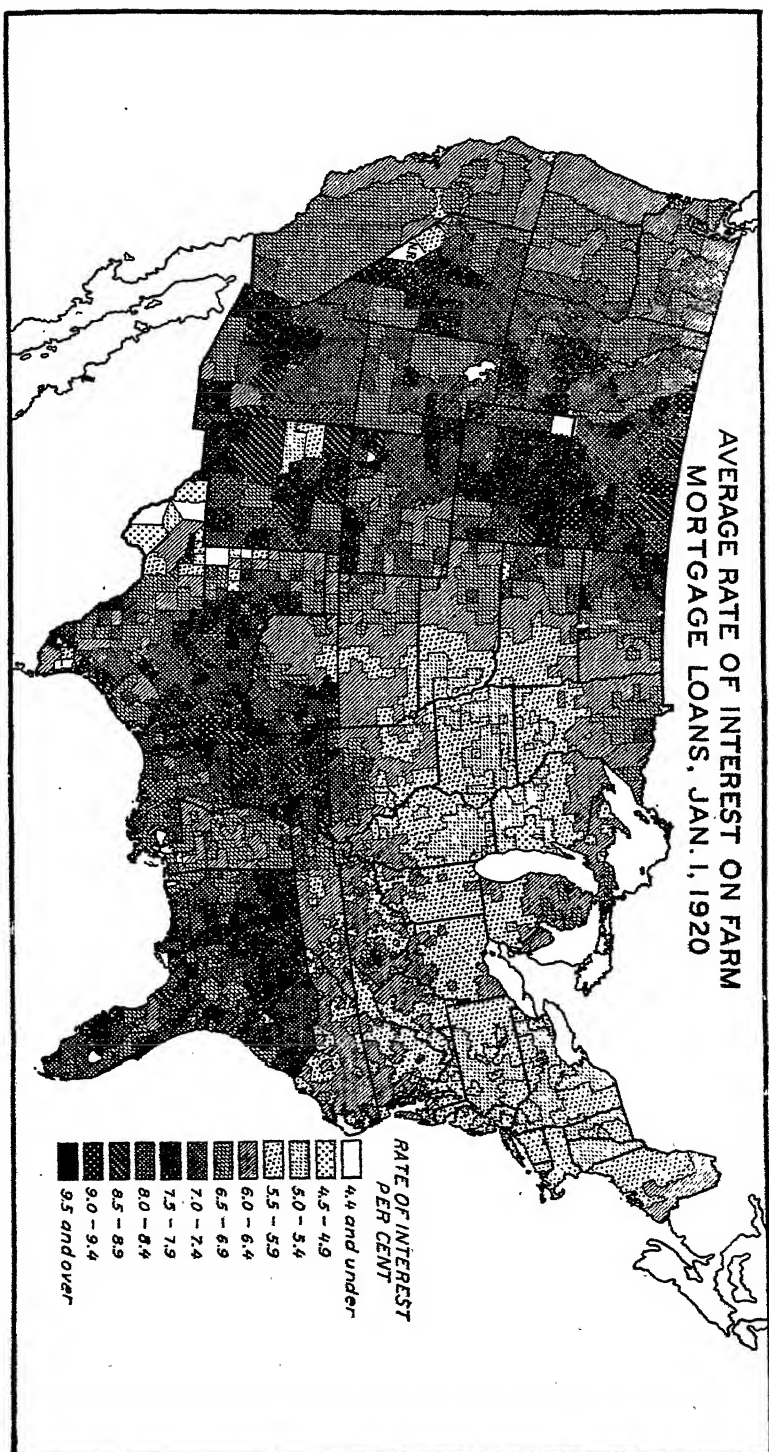 AVERAGE RATE OF INTEREST ON FARM
MORTGAGE LOANS, JAN. 1, 1920
RATE OF INTEREST
PER CENT
4.4 and under
4.5 - 4.9
5.0 - 5.4
5.5 - 5.9
6.0 - 6.4
6.5 - 6.9
7.0 - 7.4
7.5 - 7.9
8.0 - 8.4
8.5 - 8.9
9.0 - 9.4
9.5 and over